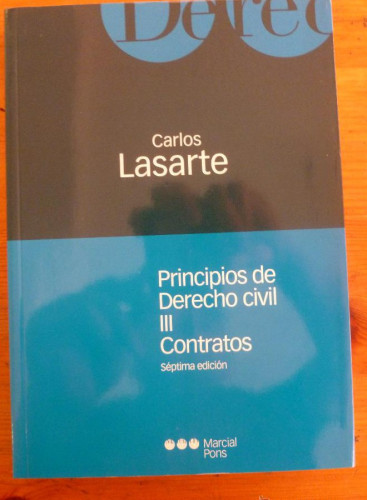 Derec
Carlos
Lasarte
Principios de
Derecho civil
III
Contratos
Séptima edición
Marcial
Pons